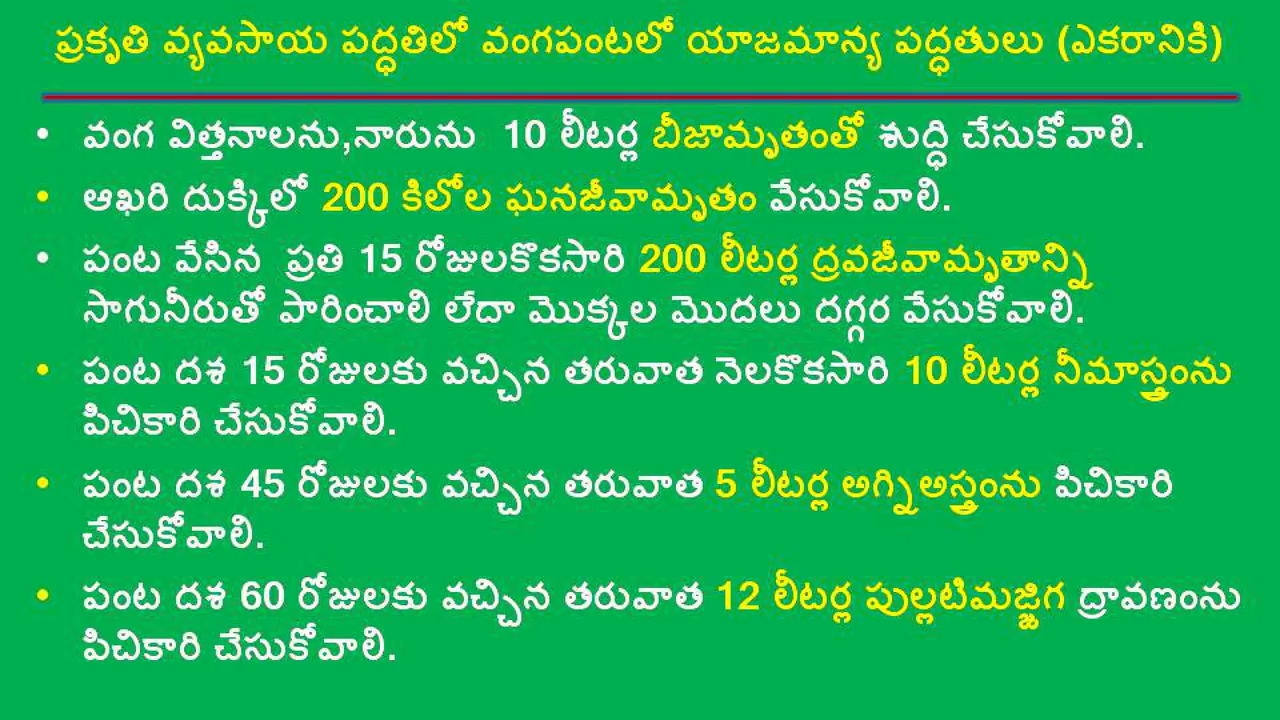 ప్రకృతి వ్యవసాయ పద్ధతిలో వంగపంటలో యాజమాన్య పద్ధతులు (ఎకరానికి)
• వంగ విత్తనాలను,నారును 10 లీటర్ల బీజామృతంతో శుద్ధి చేసుకోవాలి.
• ఆఖరి దుక్కిలో 200 కిలోల ఘనజీవామృతం వేసుకోవాలి.
• పంట వేసిన ప్రతి 15 రోజులకొకసారి 200 లీటర్ల ద్రవజీవామృతాన్ని
సాగునీరుతో పారించాలి లేదా మొక్కల మొదలు దగ్గర వేసుకోవాలి.
• పంట దశ 15 రోజులకు వచ్చిన తరువాత నెలకొకసారి 10 లీటర్ల నీమాస్త్రంను
పిచికారి చేసుకోవాలి.
• పంట దశ 45 రోజులకు వచ్చిన తరువాత 5 లీటర్ల అగ్నిఅస్త్రంను పిచికారి
చేసుకోవాలి.
• పంట దశ 60 రోజులకు వచ్చిన తరువాత 12 లీటర్ల పుల్లటిమజ్జిగ ద్రావణంను
పిచికారి చేసుకోవాలి.